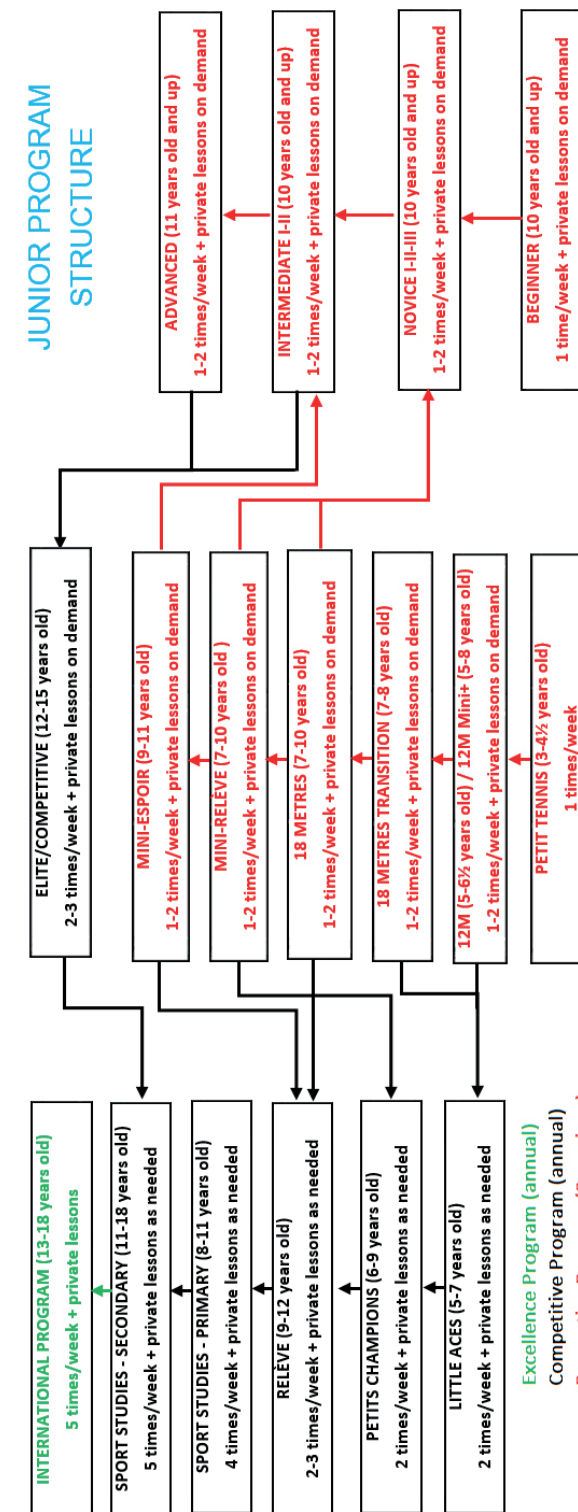 JUNIOR PROGRAM
STRUCTURE
INTERNATIONAL PROGRAM (13-18 years old)
5 times/week + private lessons
SPORT STUDIES - SECONDARY (11-18 years old)
5 times/week + private lessons as needed
SPORT STUDIES - PRIMARY (8-11 years old)
4 times/week + private lessons as needed
RELÈVE (9-12 years old)
2-3 times/week + private lessons as needed
PETITS CHAMPIONS (6-9 years old)
2 times/week + private lessons as needed
LITTLE ACES (5-7 years old)
2 times/week + private lessons as needed
ELITE/COMPETITIVE (12-15 years old)
2-3 times/week + private lessons on demand
MINI-ESPOIR (9-11 years old)
1-2 times/week + private lessons on demand
MINI-RELÈVE (7-10 years old )
1-2 times/week + private lessons on demand
18 METRES (7-10 years old)
1-2 times/week + private lessons on demand
18 METRES TRANSITION (7-8 years old)
1-2 times/week + private lessons on demand
12M (5-6½ years old) / 12M Mini+ (5-8 years old)
1-2 times/week + private lessons on demand
PETIT TENNIS (3-4½ years old)
1 times/week
ADVANCED (11 years old and up)
1-2 times/week + private lessons on demand
INTERMEDIATE I-II (10 years old and up)
1-2 times/week + private lessons on demand
NOVICE I-II-III (10 years old and up)
1-2 times/week + private lessons on demand
BEGINNER (10 years old and up)
1 time/week + private lessons on demand
Excellence Program (annual)
Competitive Program (annual)